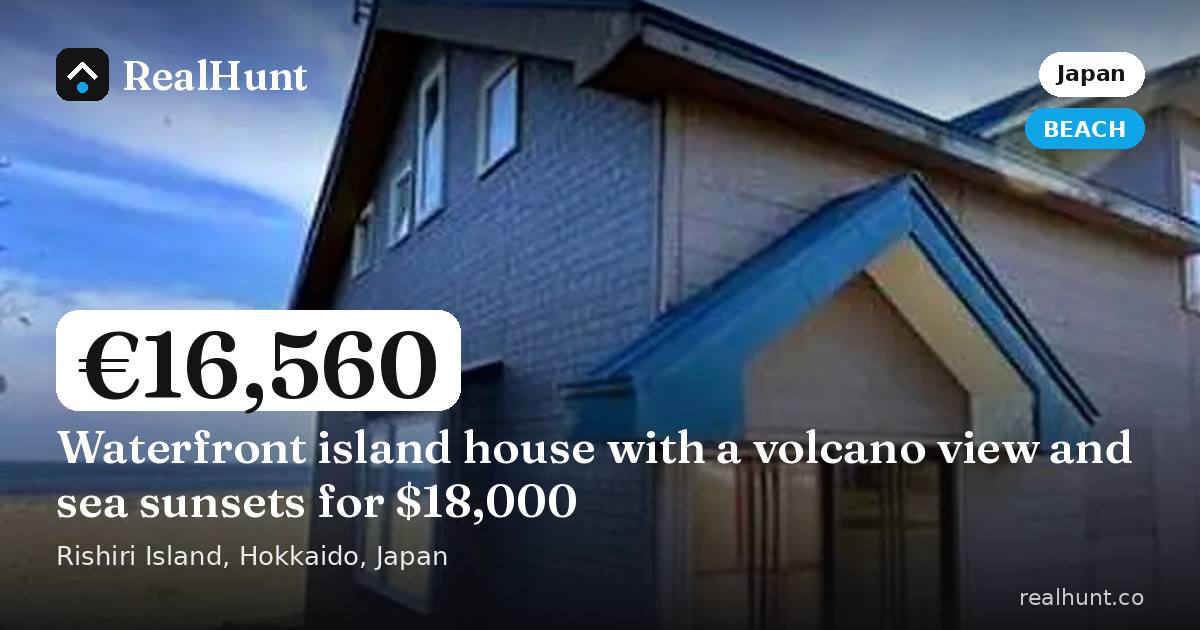 RealHunt
Japan
BEACH
€16,560
Waterfront island house with a volcano view and
sea sunsets for $18,000
Rishiri Island, Hokkaido, Japan
realhunt.co